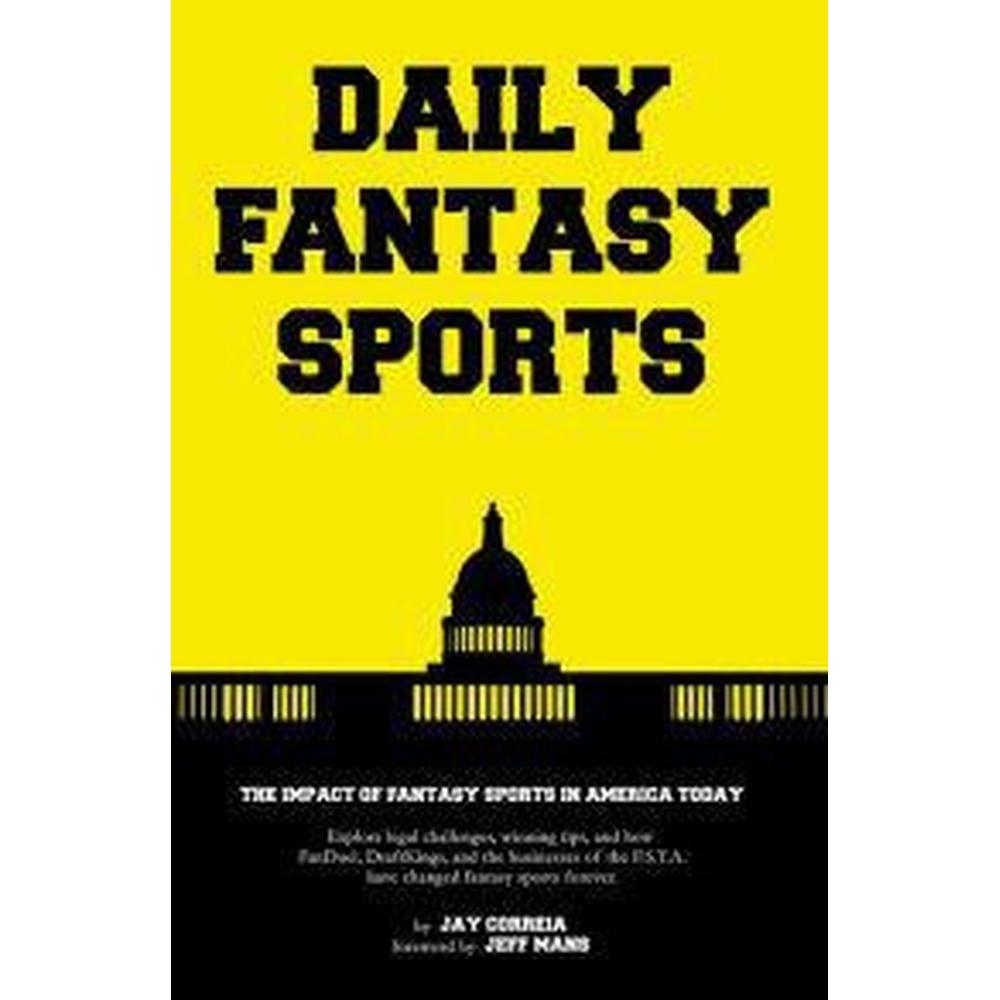 DAILY
FANTASY
SPORTS
THE IMPACT OF FANTASY SPORTS IN AMERICA TODAY
Explore legal challenges, winning tips, and how
FanDuel, DraftKings, and the businesses of the F.S.T.A.
have changed fantasy sports forever.
by JAY CORREIA
foreword by JEFF MANS